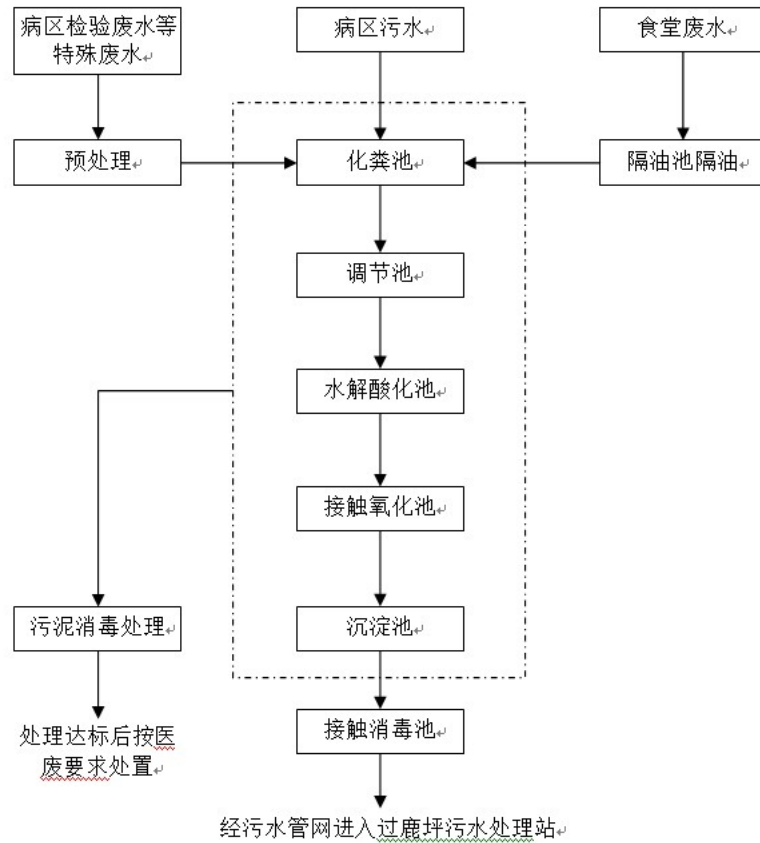 病区检验废水等
特殊废水
病区污水
食堂废水
预处理
化粪池
隔油池隔油
调节池
水解酸化池
接触氧化池
污泥消毒处理
沉淀池
接触消毒池
处理达标后按医
废要求处置
经污水管网进入过鹿坪污水处理站